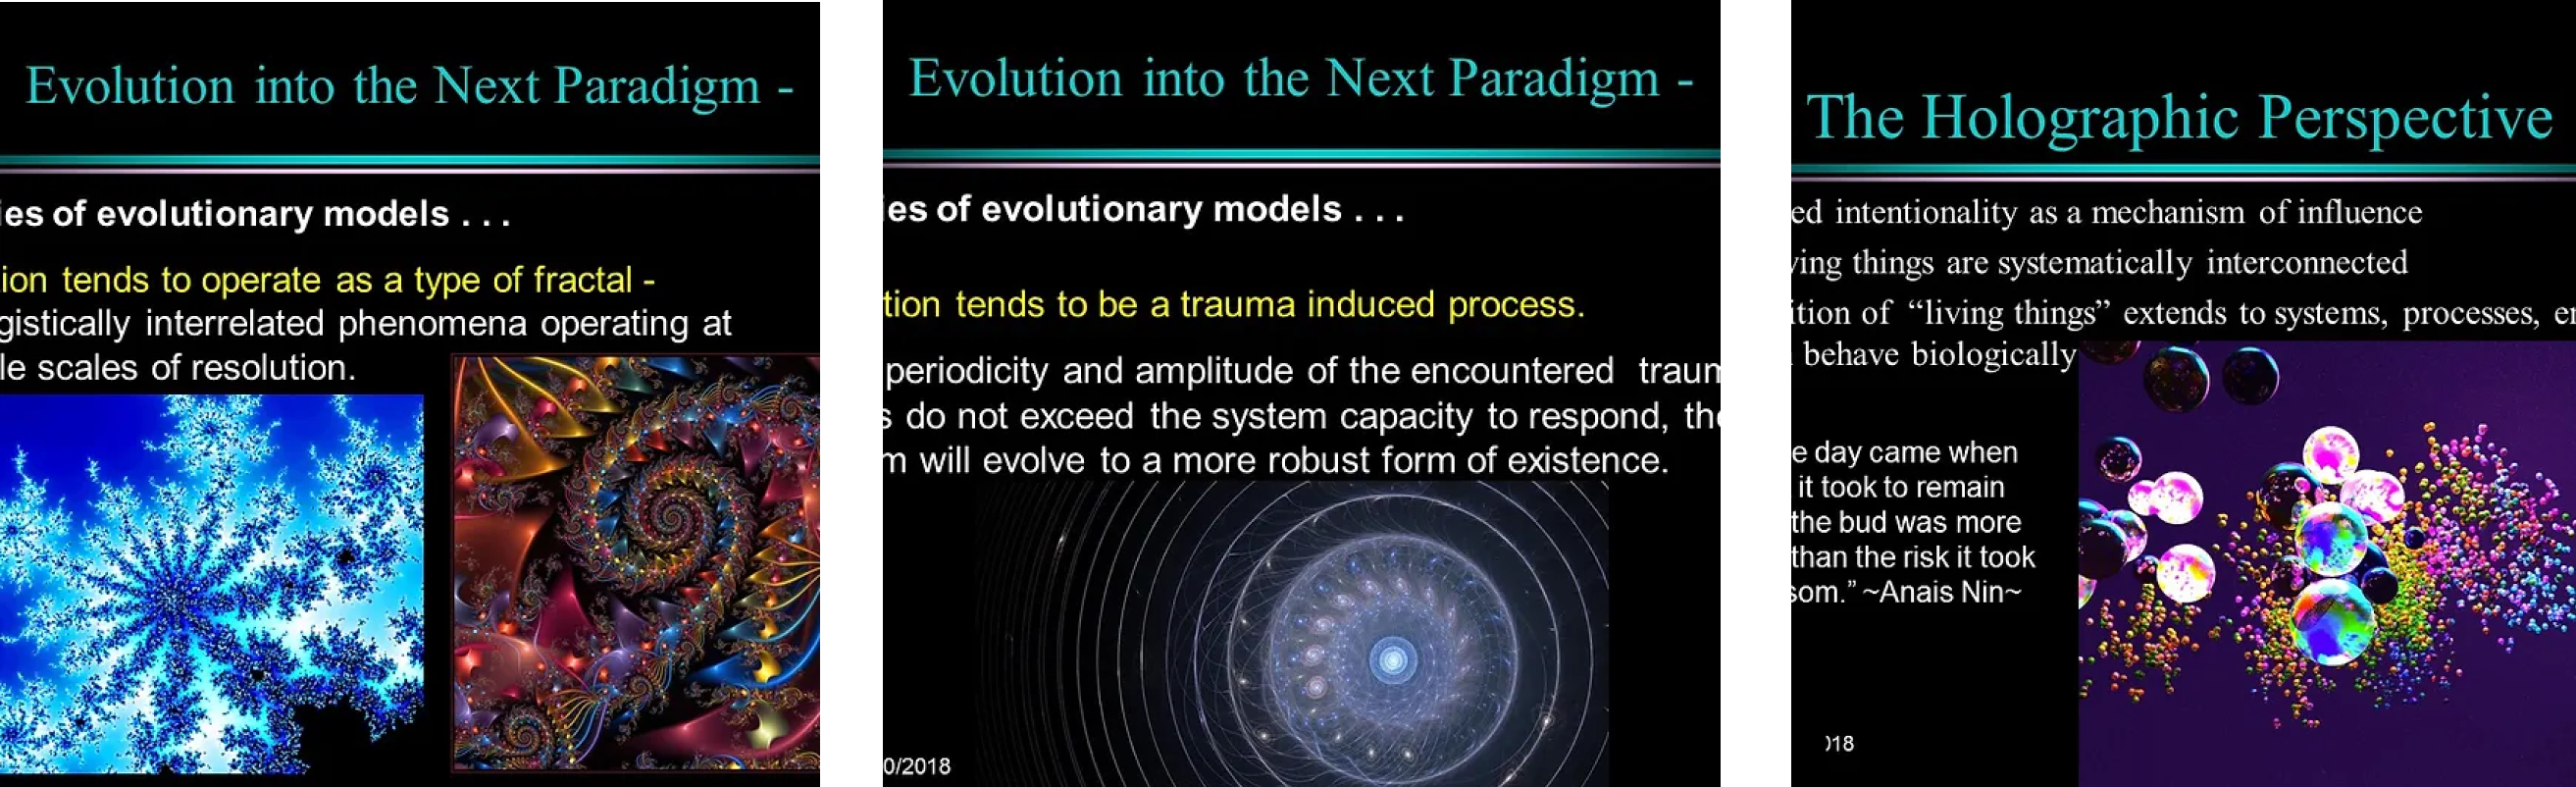 Evolution into the Next Paradigm -
ies of evolutionary models . . .
ion tends to operate as a type of fractal -
gistically interrelated phenomena operating at
le scales of resolution.
Evolution into the Next Paradigm -
ies of evolutionary models . . .
tion tends to be a trauma induced process.
periodicity and amplitude of the encountered traum
s do not exceed the system capacity to respond, the
m will evolve to a more robust form of existence.
0/2018
The Holographic Perspective
ed intentionality as a mechanism of influence
ving things are systematically interconnected
ition of “living things” extends to systems, processes, en
behave biologically
e day came when
it took to remain
the bud was more
than the risk it took
som.” ~Anais Nin~
018